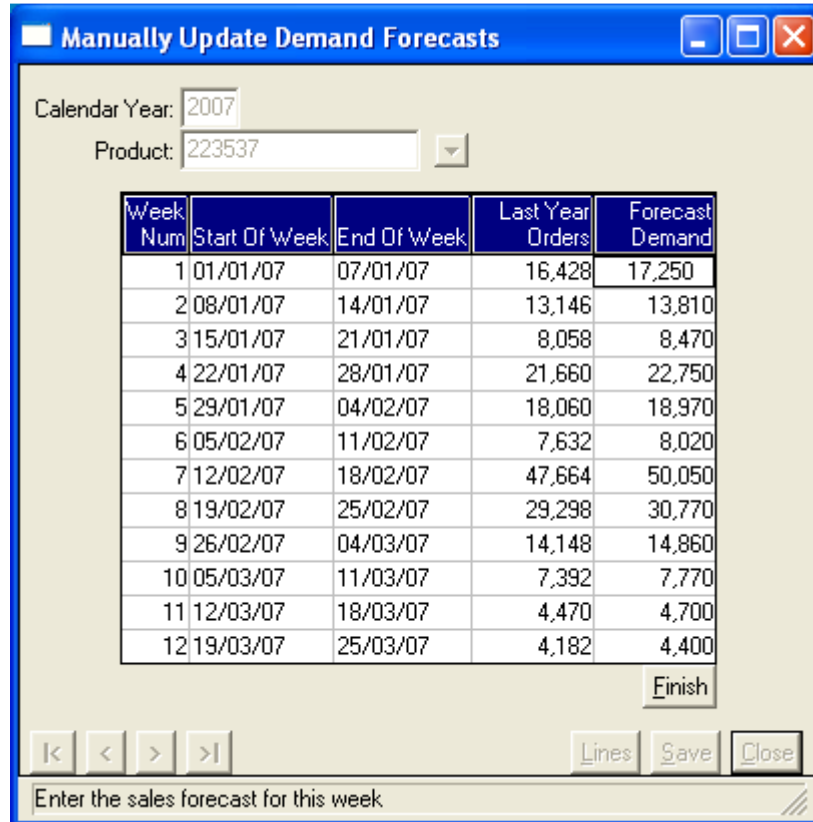 Manually Update Demand Forecasts
Calendar Year: 2007
Product: 223537
Week Num Start Of Week End Of Week Last Year Orders Forecast Demand
1 01/01/07 07/01/07 16,428 17,250
2 08/01/07 14/01/07 13,146 13,810
3 15/01/07 21/01/07 8,058 8,470
4 22/01/07 28/01/07 21,660 22,750
5 29/01/07 04/02/07 18,060 18,970
6 05/02/07 11/02/07 7,632 8,020
7 12/02/07 18/02/07 47,664 50,050
8 19/02/07 25/02/07 29,298 30,770
9 26/02/07 04/03/07 14,148 14,860
10 05/03/07 11/03/07 7,392 7,770
11 12/03/07 18/03/07 4,470 4,700
12 19/03/07 25/03/07 4,182 4,400
Finish
|< < > >| Lines Save Close
Enter the sales forecast for this week